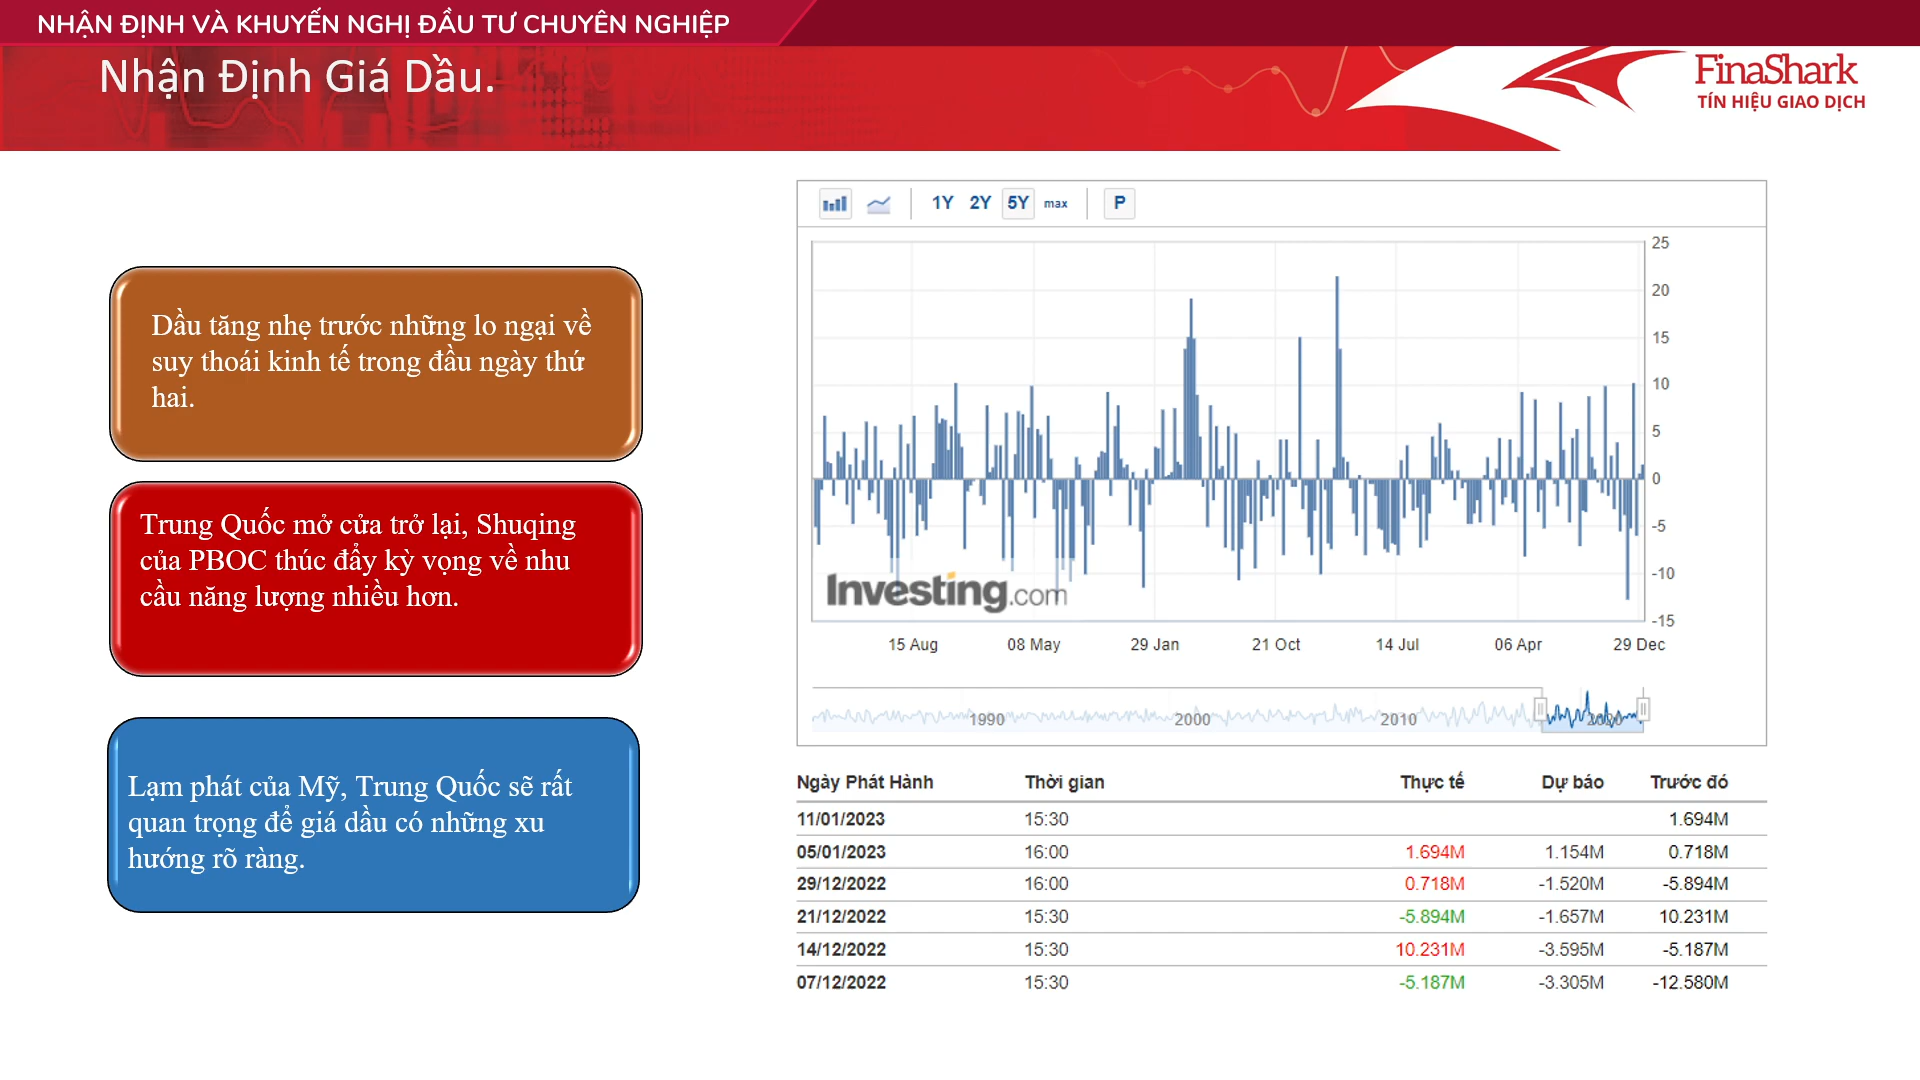 NHẬN ĐỊNH VÀ KHUYẾN NGHỊ ĐẦU TƯ CHUYÊN NGHIỆP
Nhận Định Giá Dầu.
FinaShark
TÍN HIỆU GIAO DỊCH
Dầu tăng nhẹ trước những lo ngại về
suy thoái kinh tế trong đầu ngày thứ
hai.
Trung Quốc mở cửa trở lại, Shuqing
của PBOC thúc đẩy kỳ vọng về nhu
cầu năng lượng nhiều hơn.
Lạm phát của Mỹ, Trung Quốc sẽ rất
quan trọng để giá dầu có những xu
hướng rõ ràng.
1Y 2Y 5Y max P
25
20
15
10
5
0
-5
-10
-15
Investing.com
15 Aug 08 May 29 Jan 21 Oct 14 Jul 06 Apr 29 Dec
1990 2000 2010 2020
Ngày Phát Hành Thời gian Thực tế Dự báo Trước đó
11/01/2023 15:30 1.694M
05/01/2023 16:00 1.694M 1.154M 0.718M
29/12/2022 16:00 0.718M -1.520M -5.894M
21/12/2022 15:30 -5.894M -1.657M 10.231M
14/12/2022 15:30 10.231M -3.595M -5.187M
07/12/2022 15:30 -5.187M -3.305M -12.580M